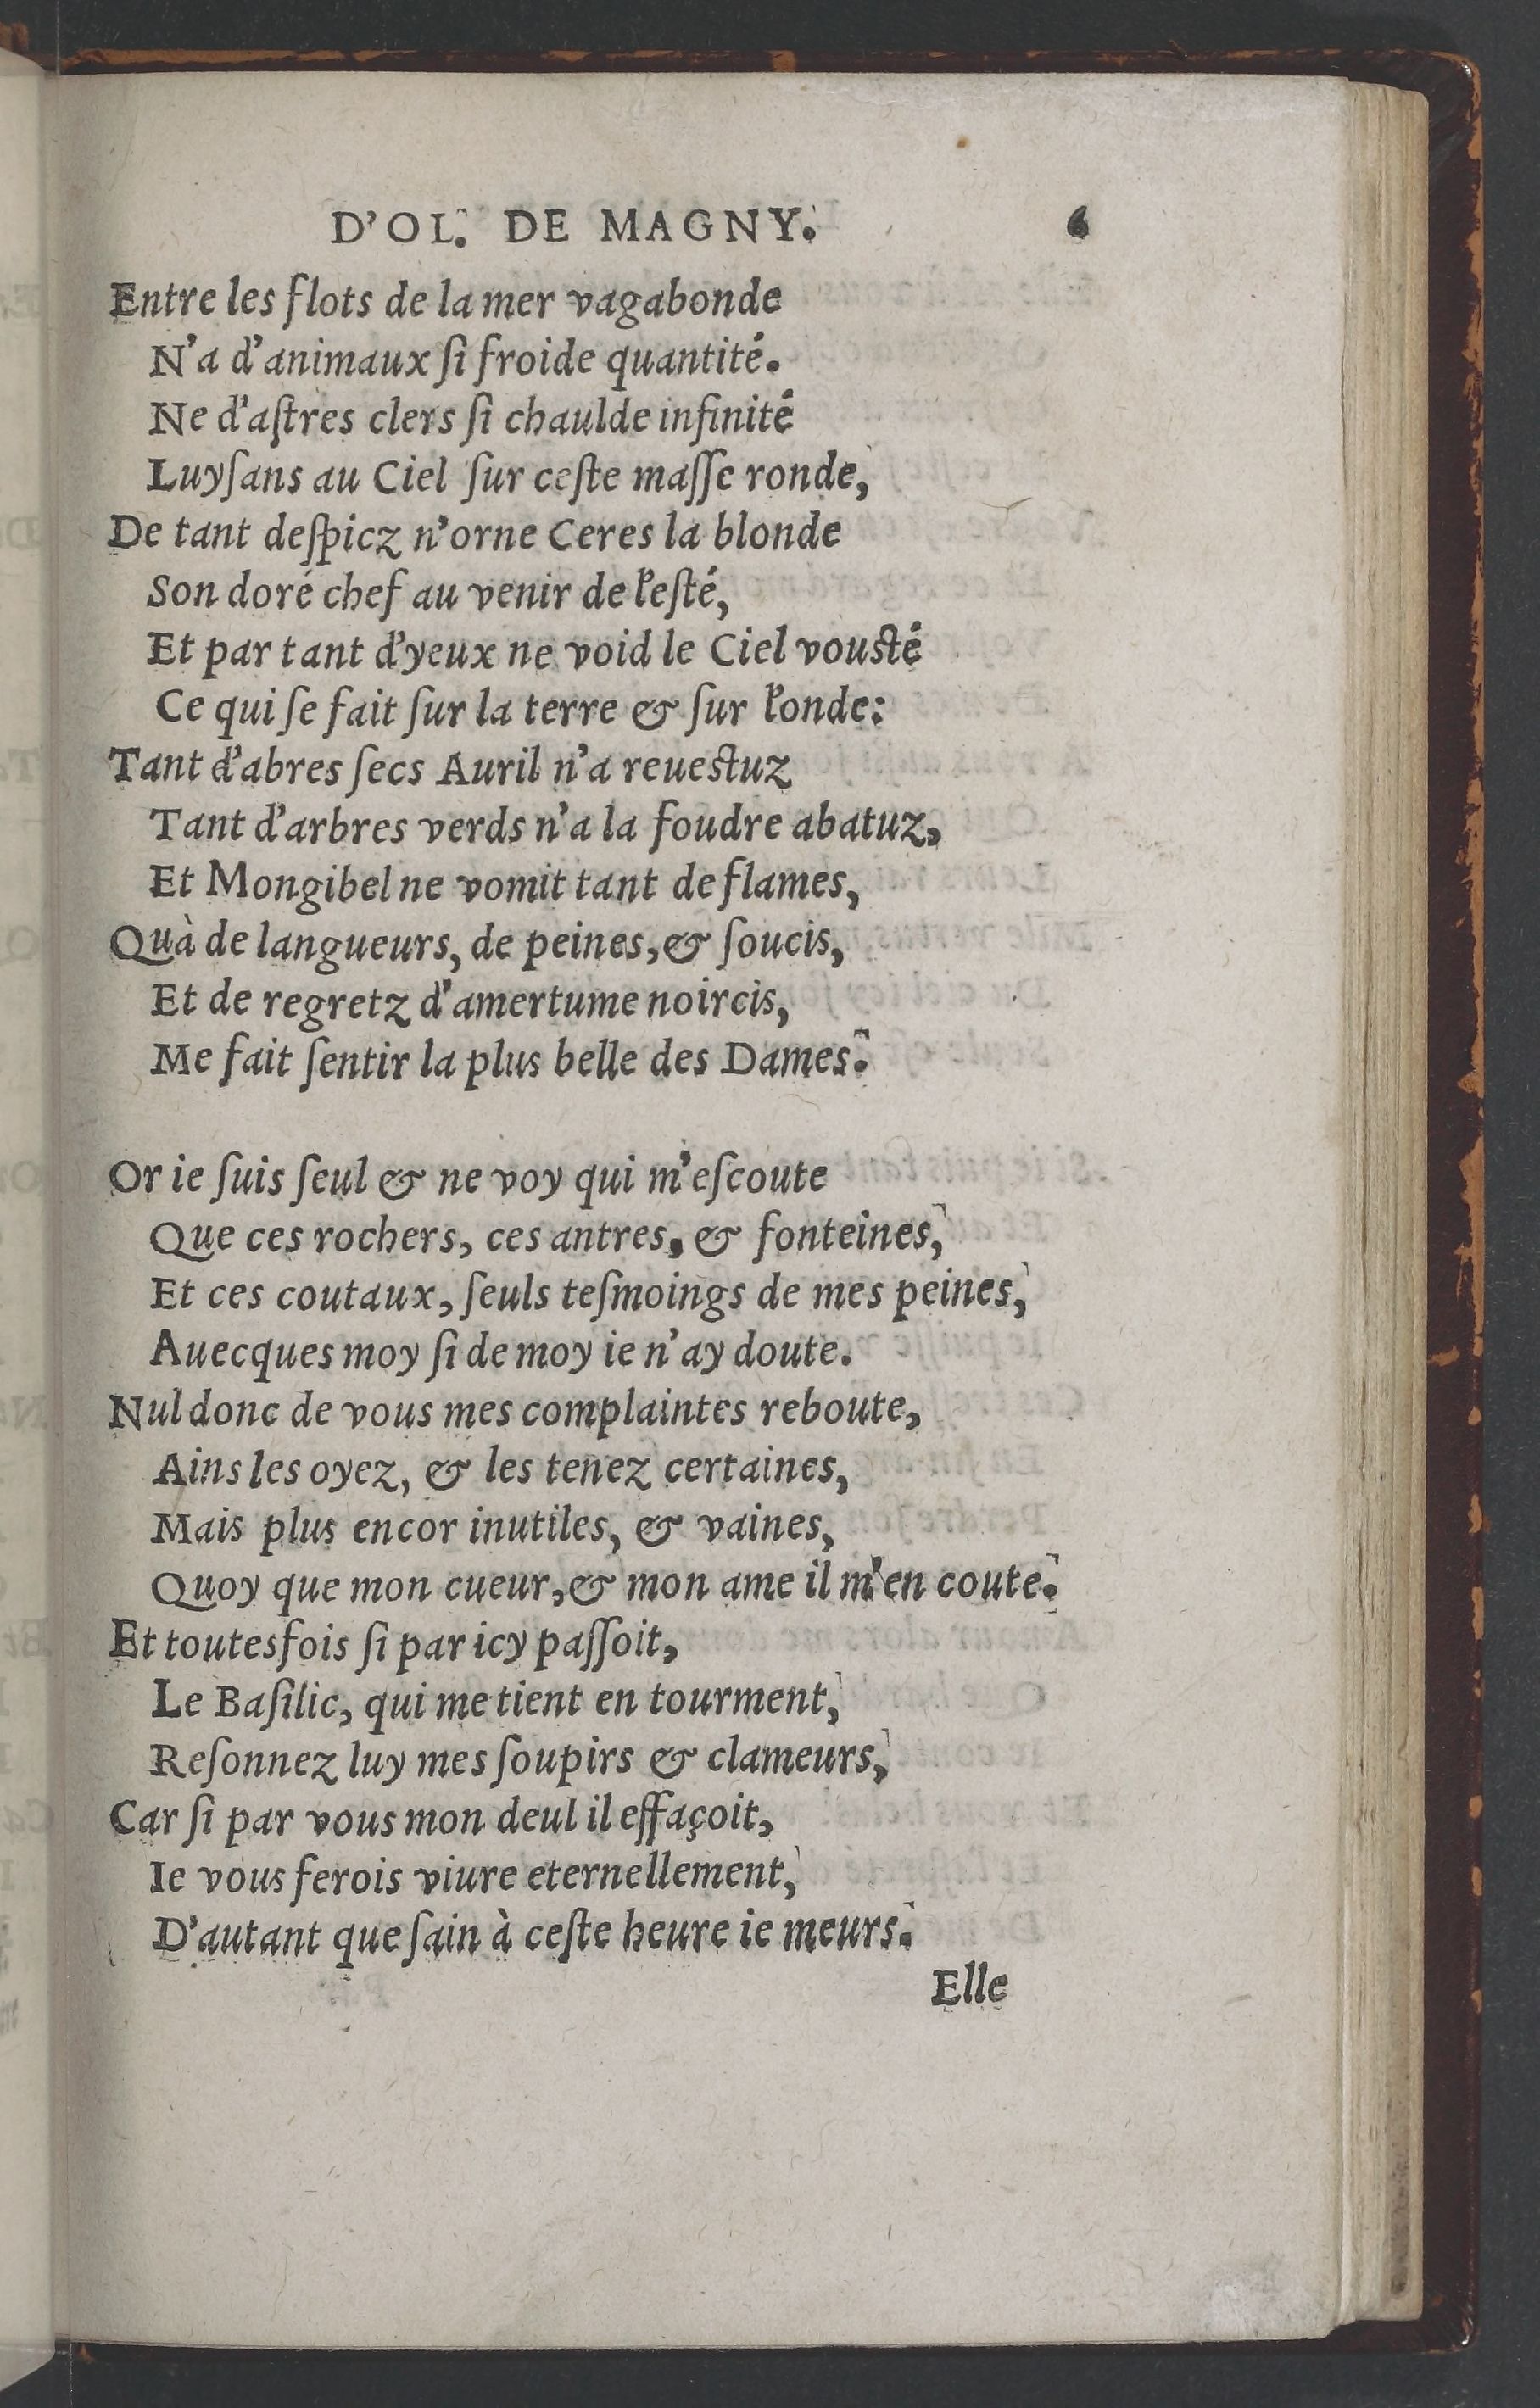 D'OL. DE MAGNY. 6
Entre les flots de la mer vagabonde
N'a d'animaux ſi froide quantité.
Ne d'aſtres clers ſi chaulde infinité
Luyſans au Ciel ſur ceſte maſſe ronde,
De tant deſpicz n'orne Ceres la blonde
Son doré chef au venir de l'eſté,
Et par tant d'yeux ne void le Ciel vousté
Ce qui ſe fait ſur la terre & ſur l'onde:
Tant d'abres ſecs Auril n'a reuestuz
Tant d'arbres verds n'a la foudre abatuz,
Et Mongibel ne vomit tant de flames,
Quà de langueurs, de peines, & ſoucis,
Et de regretz d'amertume noircis,
Me fait ſentir la plus belle des Dames.
Or ie ſuis ſeul & ne voy qui m'eſcoute
Que ces rochers, ces antres, & fonteines,
Et ces coutaux, ſeuls teſmoings de mes peines,
Auecques moy ſi de moy ie n'ay doute.
Nul donc de vous mes complaintes reboute,
Ains les oyez, & les tenez certaines,
Mais plus encor inutiles, & vaines,
Quoy que mon cueur, & mon ame il m'en coute.
Et toutesfois ſi par icy paſſoit,
Le Baſilic, qui me tient en tourment,
Reſonnez luy mes ſoupirs & clameurs,
Car ſi par vous mon deul il effaçoit,
Ie vous ferois viure eternellement,
D'autant que ſain à ceſte heure ie meurs.
Elle